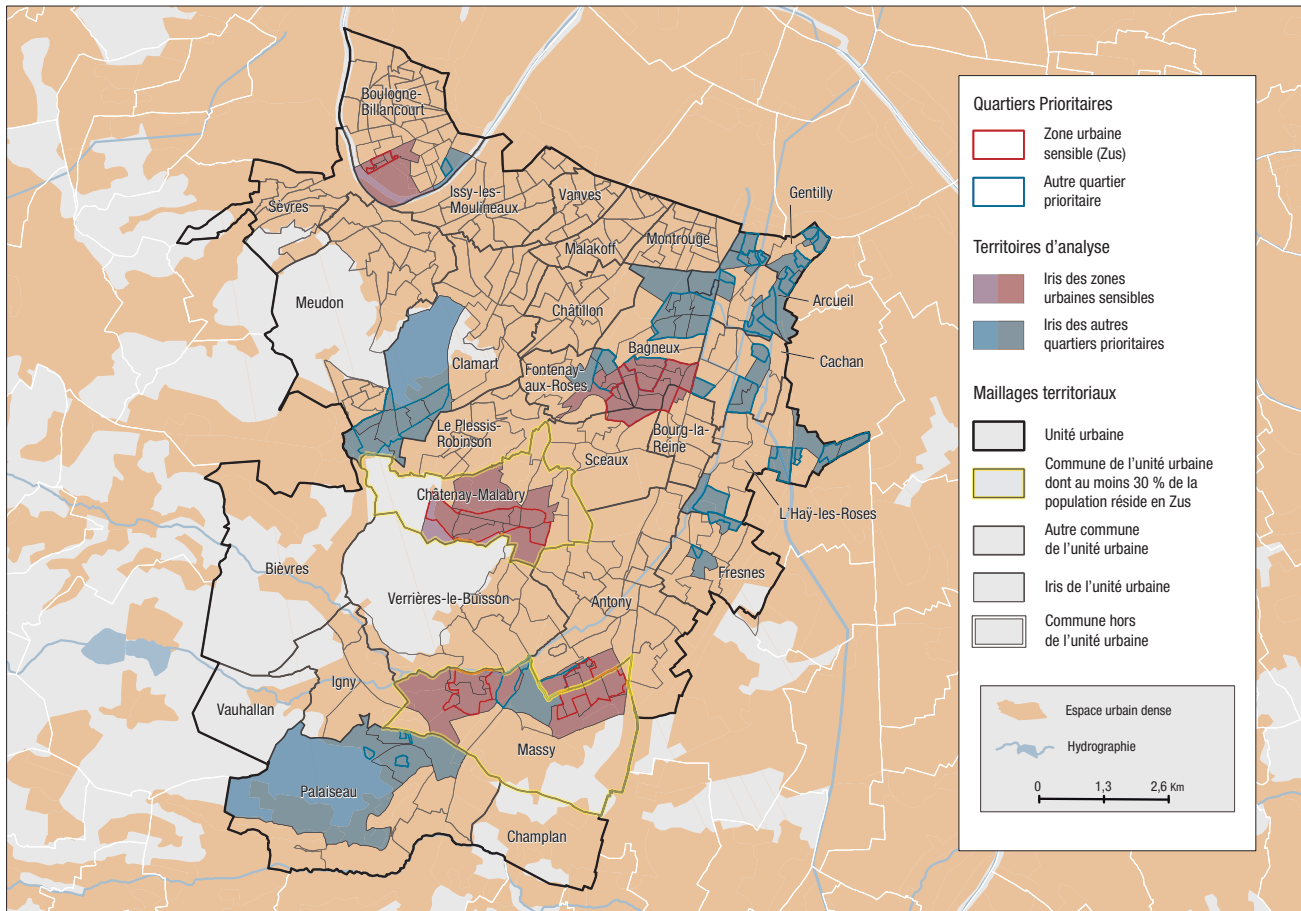 Boulogne-
Billancourt
Issy-les-
Moulineaux
Vanves
Sèvres
Gentilly
Malakoff
Montrouge
Meudon
Arcueil
Châtillon
Bagneux
Cachan
Clamart
Fontenay-
aux-Roses
Le Plessis-
Robinson
Bourg-la-
Reine
Sceaux
Châtenay-Malabry
L'Haÿ-les-Roses
Bièvres
Fresnes
Verrières-le-Buisson
Antony
Igny
Vauhallan
Massy
Palaiseau
Champlan
Quartiers Prioritaires
Zone urbaine
sensible (Zus)
Autre quartier
prioritaire
Territoires d'analyse
Iris des zones
urbaines sensibles
Iris des autres
quartiers prioritaires
Maillages territoriaux
Unité urbaine
Commune de l'unité urbaine
dont au moins 30 % de la
population réside en Zus
Autre commune
de l'unité urbaine
Iris de l'unité urbaine
Commune hors
de l'unité urbaine
Espace urbain dense
Hydrographie
0 1,3 2,6 Km